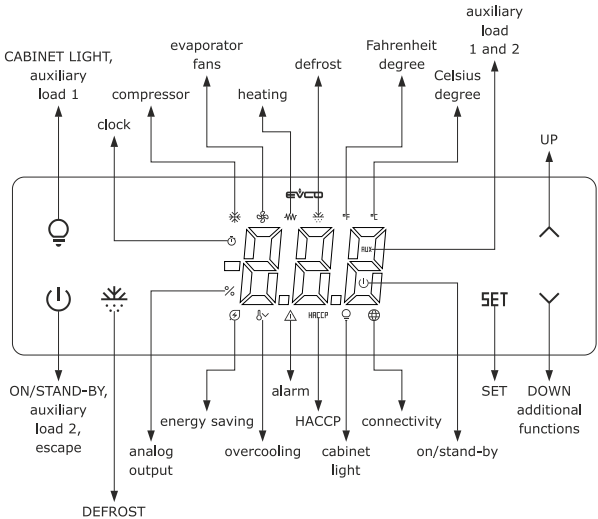 auxiliary
load
1 and 2
evaporator
fans
Fahrenheit
degree
CABINET LIGHT,
auxiliary
load 1
defrost
Celsius
degree
compressor
heating
clock
UP
EVCO
°F
°C
AUX
%
SET
HACCP
ON/STAND-BY,
auxiliary
load 2,
escape
alarm
SET
DOWN
additional
functions
energy saving
HACCP
connectivity
analog
output
overcooling
cabinet
light
on/stand-by
DEFROST